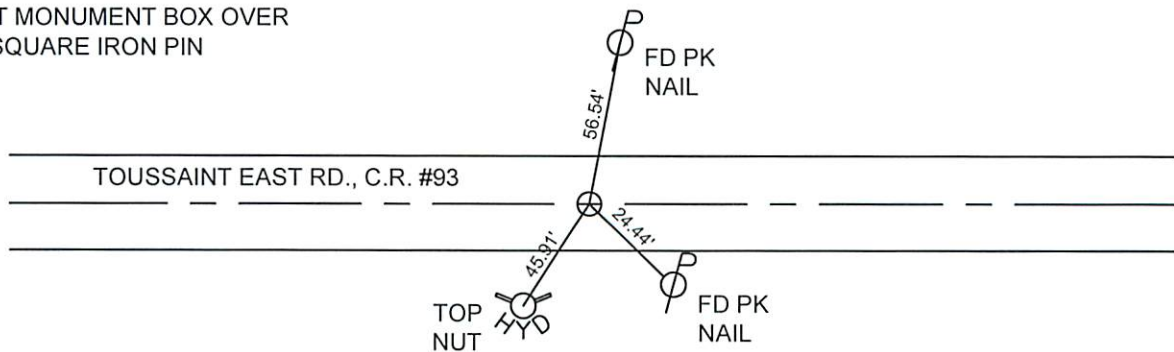 T MONUMENT BOX OVER
SQUARE IRON PIN
FD PK
NAIL
56.54'
TOUSSAINT EAST RD., C.R. #93
24.44'
45.91'
TOP
NUT
HYD
FD PK
NAIL
P
P